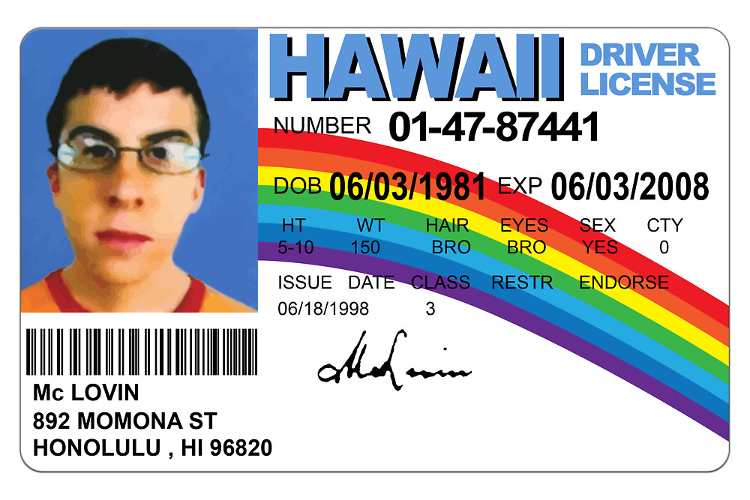 HAWAII DRIVER LICENSE
NUMBER 01-47-87441
DOB 06/03/1981 EXP 06/03/2008
HT WT HAIR EYES SEX CTY
5-10 150 BRO BRO YES 0
ISSUE DATE CLASS RESTR ENDORSE
06/18/1998 3
McLovin
Mc LOVIN
892 MOMONA ST
HONOLULU , HI 96820